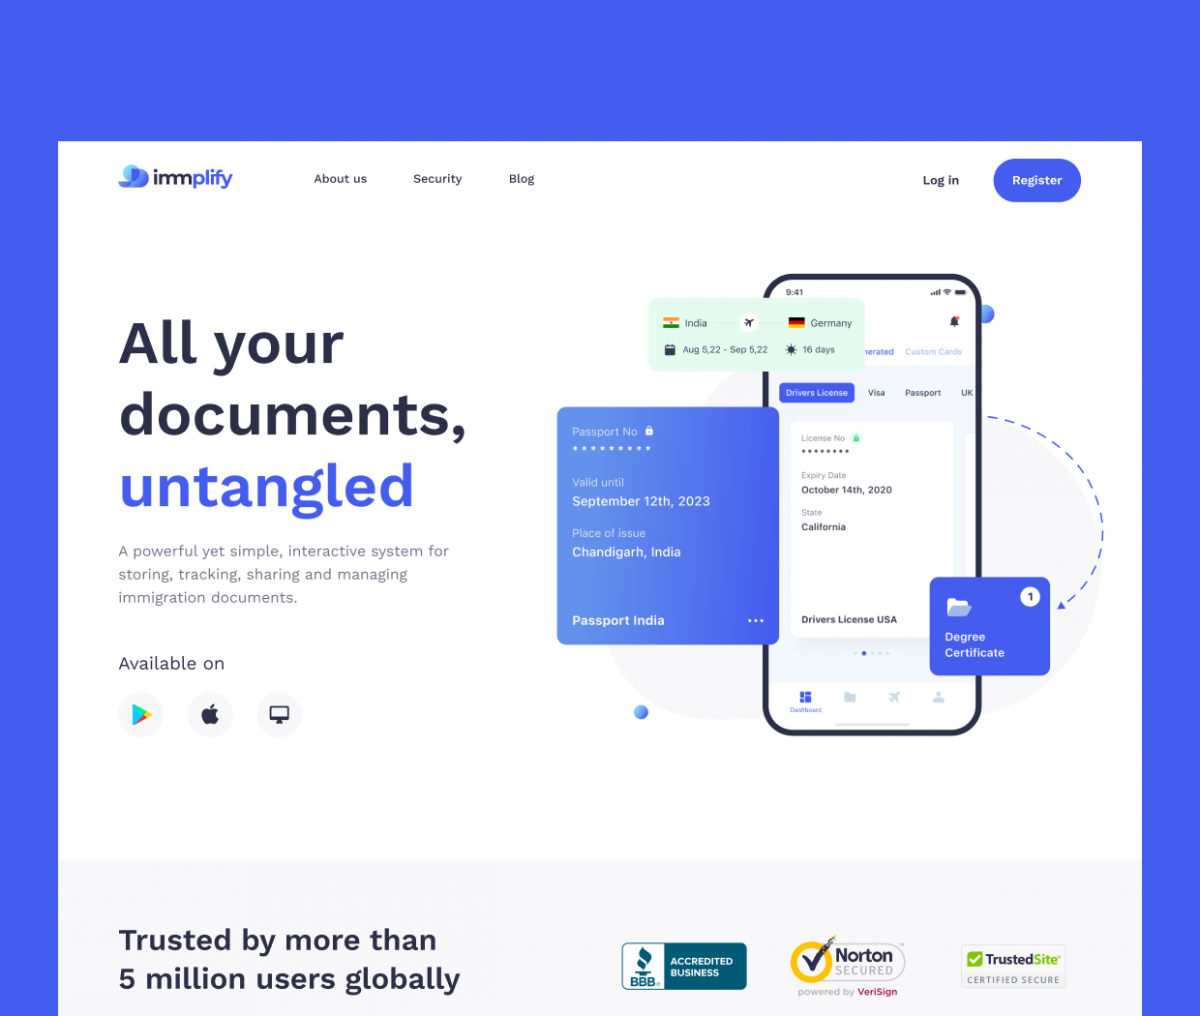 immplify
About us
Security
Blog
Log in
Register
All your
documents,
untangled
A powerful yet simple, interactive system for
storing, tracking, sharing and managing
immigration documents.
Available on
9:41
India
Germany
Aug 5,22 - Sep 5,22
16 days
Custom Cards
Drivers License
Visa
Passport
UK
Passport No
* * * * * * * * *
Valid until
September 12th, 2023
Place of issue
Chandigarh, India
Passport India
License No
* * * * * * * *
Expiry Date
October 14th, 2020
State
California
Drivers License USA
1
Degree
Certificate
Dashboard
Trusted by more than
5 million users globally
BBB
ACCREDITED
BUSINESS
Norton
SECURED
powered by VeriSign
TrustedSite
CERTIFIED SECURE